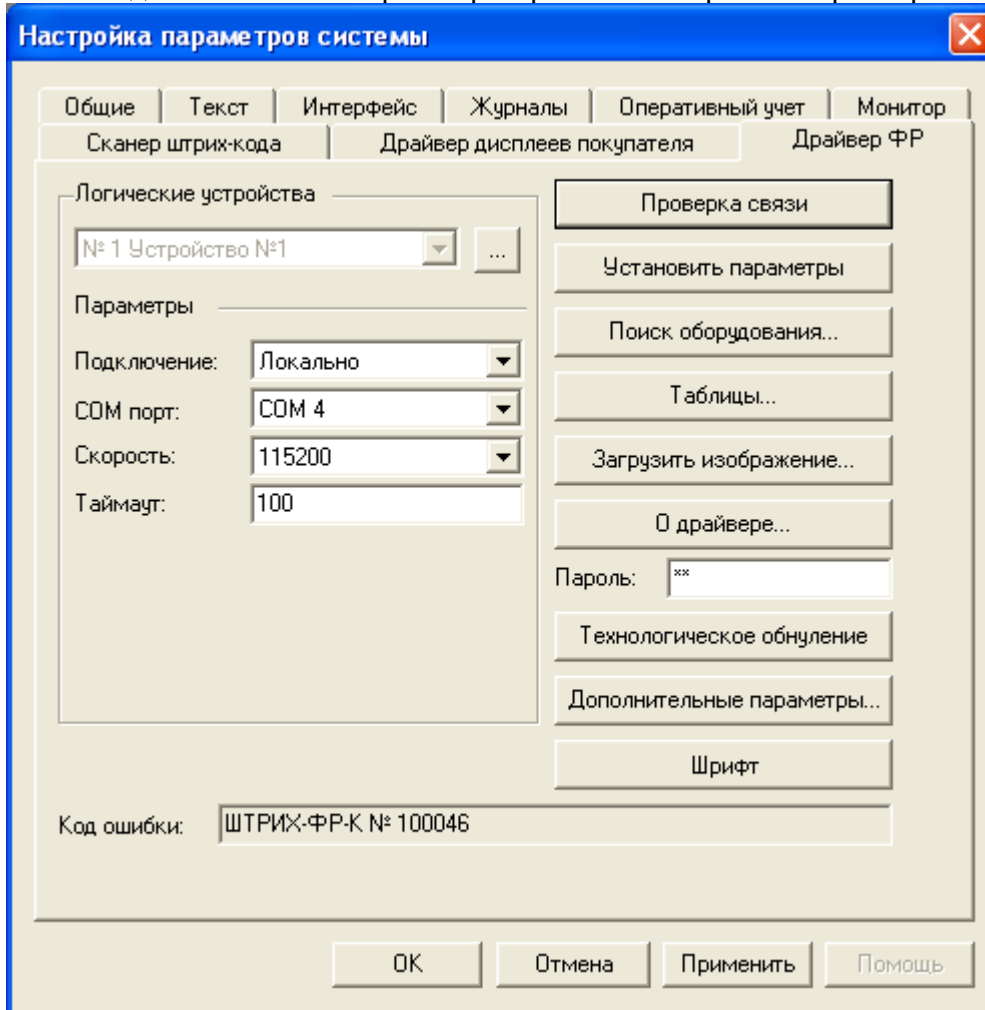 Настройка параметров системы
Общие
Текст
Интерфейс
Журналы
Оперативный учет
Монитор
Сканер штрих-кода
Драйвер дисплеев покупателя
Драйвер ФР
Логические устройства
№ 1 Устройство №1
...
Параметры
Подключение: Локально
COM порт: COM 4
Скорость: 115200
Таймаут: 100
Проверка связи
Установить параметры
Поиск оборудования...
Таблицы...
Загрузить изображение...
О драйвере...
Пароль: **
Технологическое обнуление
Дополнительные параметры...
Шрифт
Код ошибки: ШТРИХ-ФР-К № 100046
OK
Отмена
Применить
Помощь